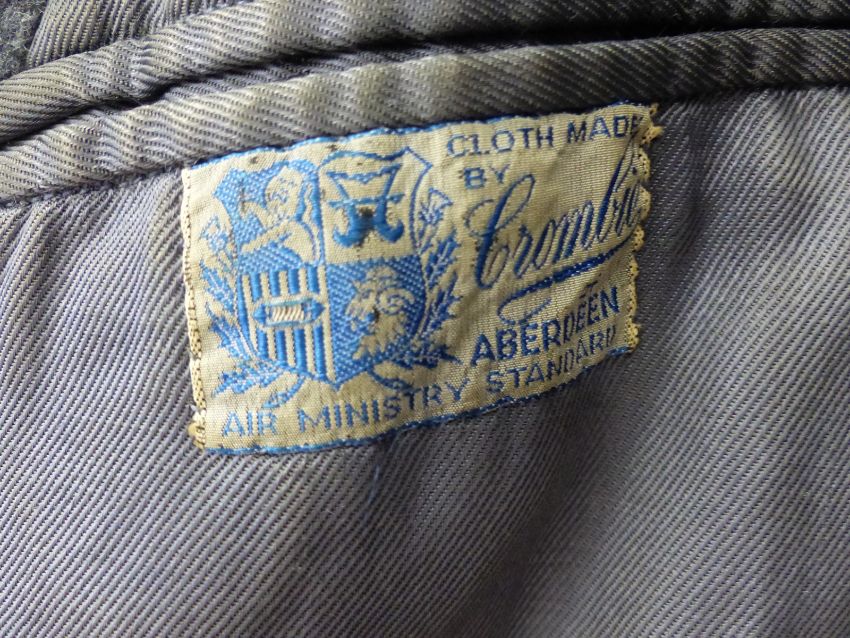 CLOTH MADE
BY
Crombie
ABERDEEN
AIR MINISTRY STANDARD